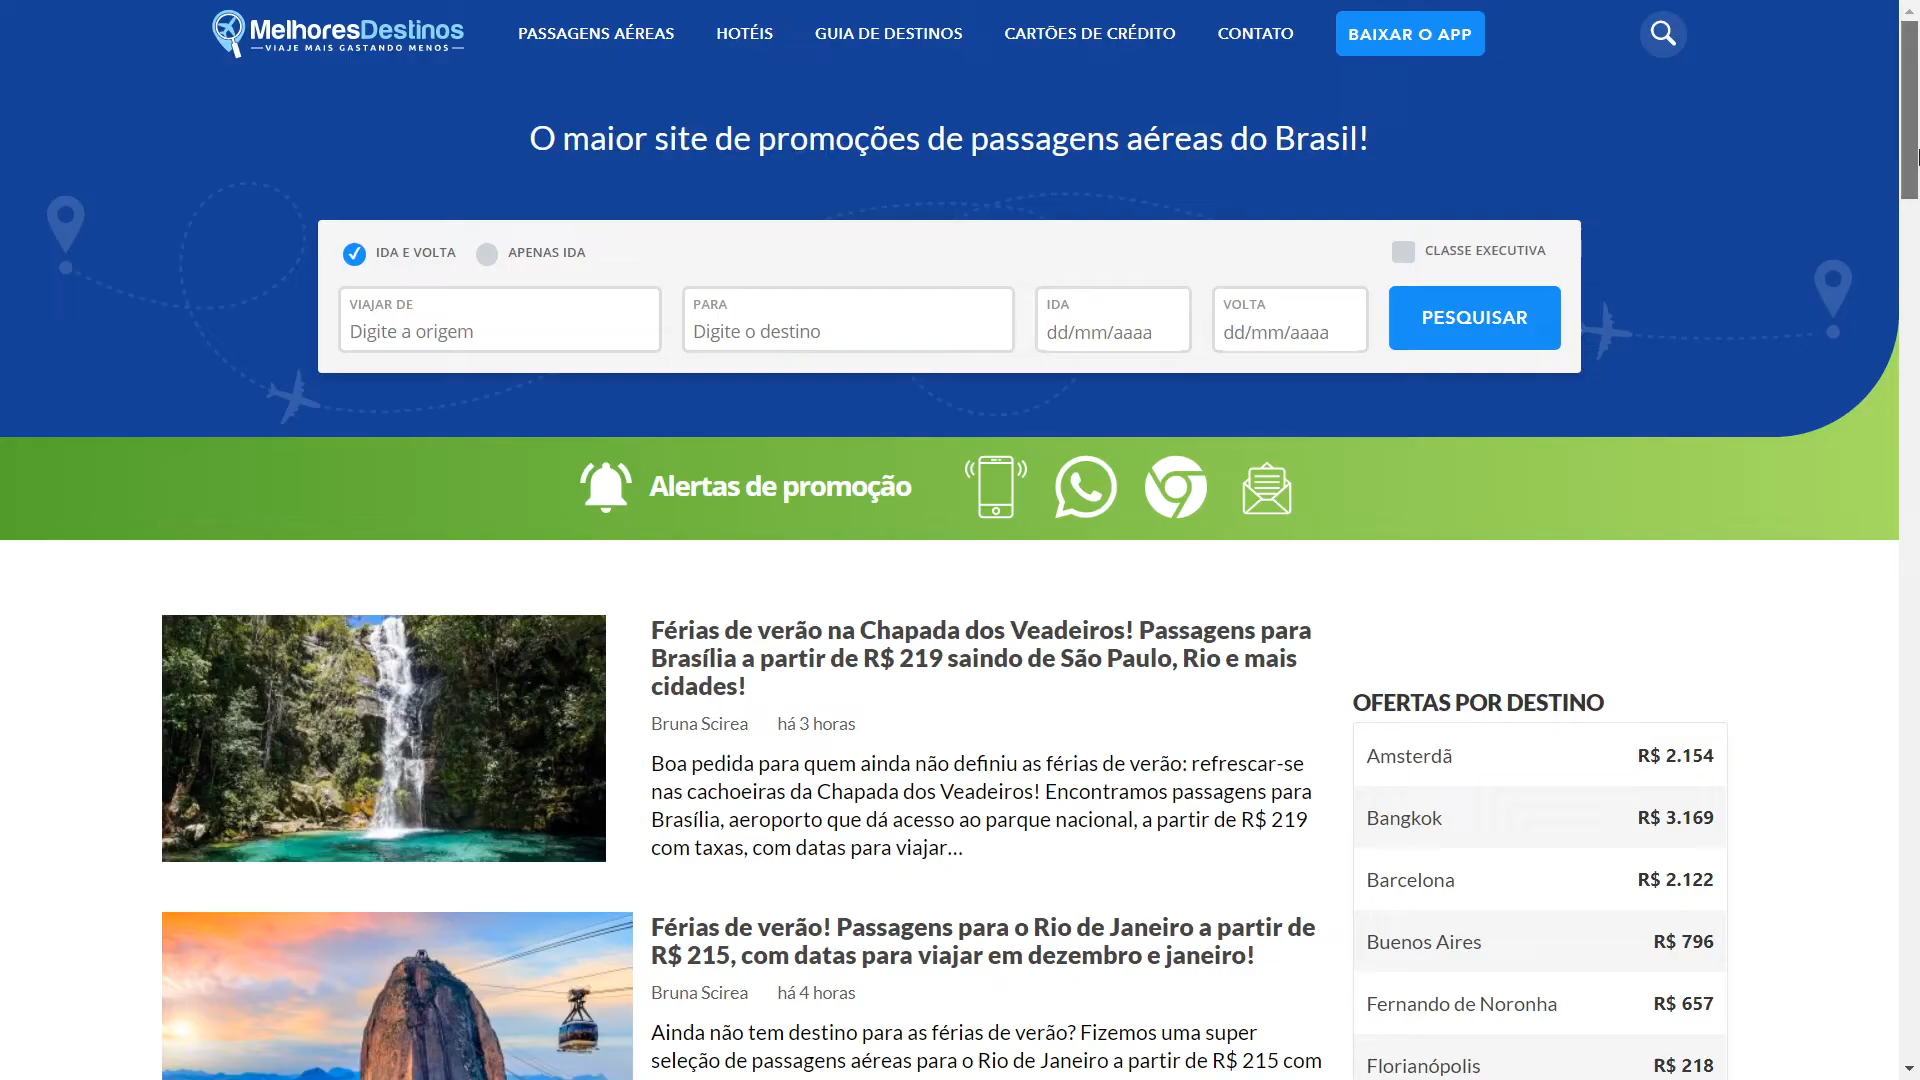 MelhoresDestinos
VIAJE MAIS GASTANDO MENOS
PASSAGENS AÉREAS
HOTÉIS
GUIA DE DESTINOS
CARTÕES DE CRÉDITO
CONTATO
BAIXAR O APP
O maior site de promoções de passagens aéreas do Brasil!
IDA E VOLTA
APENAS IDA
CLASSE EXECUTIVA
VIAJAR DE
Digite a origem
PARA
Digite o destino
IDA
dd/mm/aaaa
VOLTA
dd/mm/aaaa
PESQUISAR
Alertas de promoção
Férias de verão na Chapada dos Veadeiros! Passagens para
Brasília a partir de R$ 219 saindo de São Paulo, Rio e mais
cidades!
Bruna Scirea há 3 horas
Boa pedida para quem ainda não definiu as férias de verão: refrescar-se
nas cachoeiras da Chapada dos Veadeiros! Encontramos passagens para
Brasília, aeroporto que dá acesso ao parque nacional, a partir de R$ 219
com taxas, com datas para viajar...
Férias de verão! Passagens para o Rio de Janeiro a partir de
R$ 215, com datas para viajar em dezembro e janeiro!
Bruna Scirea há 4 horas
Ainda não tem destino para as férias de verão? Fizemos uma super
seleção de passagens aéreas para o Rio de Janeiro a partir de R$ 215 com
OFERTAS POR DESTINO
Amsterdã R$ 2.154
Bangkok R$ 3.169
Barcelona R$ 2.122
Buenos Aires R$ 796
Fernando de Noronha R$ 657
Florianópolis R$ 218